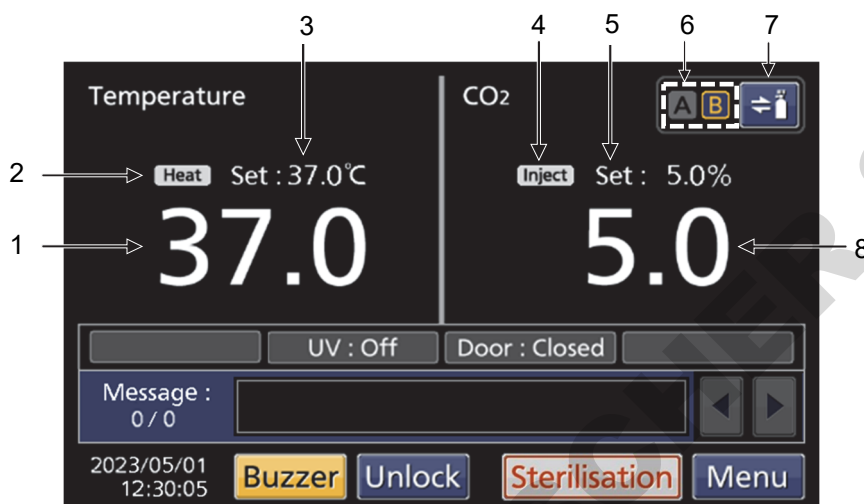 3
4
5
6
7
Temperature
CO2
A B
2
Heat Set : 37.0℃
Inject Set : 5.0%
1
37.0
5.0
8
UV : Off
Door : Closed
Message :
0 / 0
2023/05/01
12:30:05
Buzzer
Unlock
Sterilisation
Menu
CHER